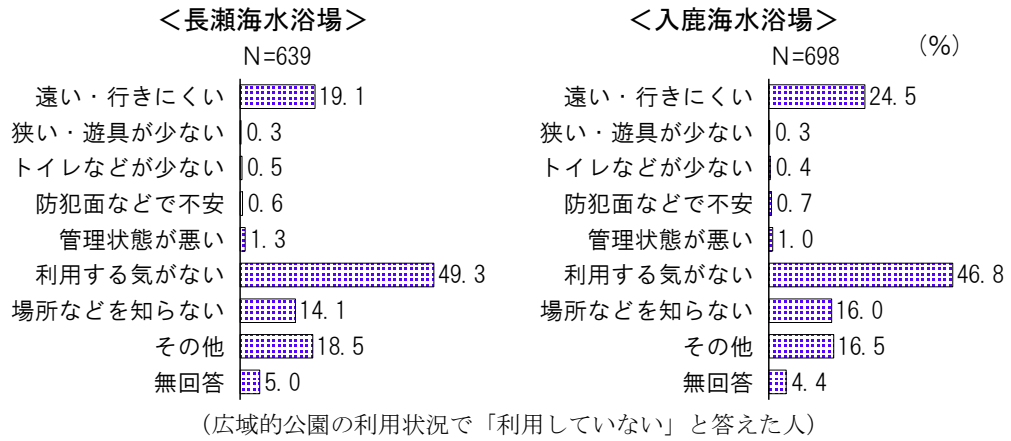 ＜長瀬海水浴場＞
N=639
遠い・行きにくい 19.1
狭い・遊具が少ない 0.3
トイレなどが少ない 0.5
防犯面などで不安 0.6
管理状態が悪い 1.3
利用する気がない 49.3
場所などを知らない 14.1
その他 18.5
無回答 5.0
＜入鹿海水浴場＞
N=698
（%）
遠い・行きにくい 24.5
狭い・遊具が少ない 0.3
トイレなどが少ない 0.4
防犯面などで不安 0.7
管理状態が悪い 1.0
利用する気がない 46.8
場所などを知らない 16.0
その他 16.5
無回答 4.4
（広域的公園の利用状況で「利用していない」と答えた人）